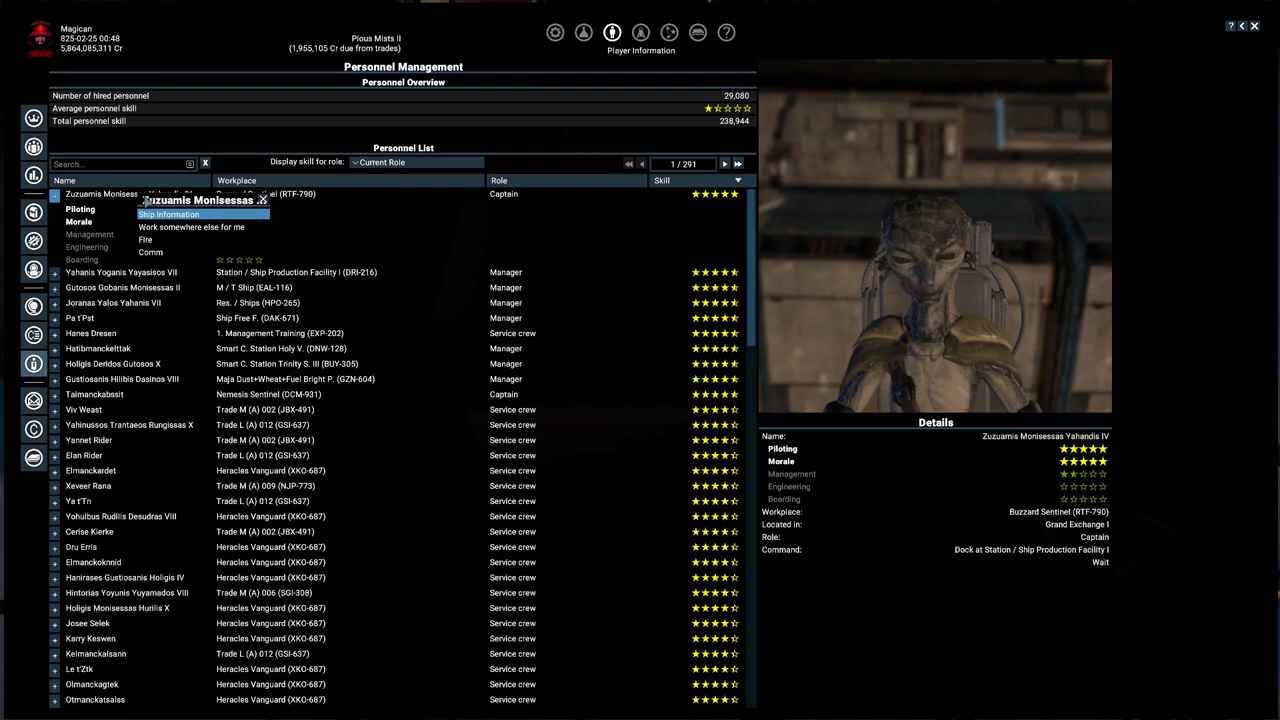 Magican
825-02-25 00:48
5,864,085,311 Cr
Pious Mists II
(1,955,105 Cr due from trades)
Player Information
? < X
Personnel Management
Personnel Overview
Number of hired personnel 29,080
Average personnel skill
Total personnel skill 238,944
Personnel List
Search... X Display skill for role: Current Role 1 / 291
Name Workplace Role Skill
Zuzuamis Monisessas Yahandis IV (RTF-790) Captain
Zuzuamis Monisessas ...
Piloting
Ship Information
Morale
Work somewhere else for me
Management
Fire
Engineering
Comm
Boarding
Yahanis Yoganis Yayasisos VII Station / Ship Production Facility I (DRI-216) Manager
Gutosos Gobanis Monisessas II M / T Ship (EAL-116) Manager
Joranas Yalos Yahanis VII Res. / Ships (HPO-265) Manager
Pa t'Pst Ship Free F. (DAK-671) Manager
Hanes Dresen 1. Management Training (EXP-202) Service crew
Hatibmanckelttak Smart C. Station Holy V. (DNW-128) Manager
Holigis Deridos Gutosos X Smart C. Station Trinity S. III (BUY-305) Manager
Gustiosanis Hilibis Dasinos VIII Maja Dust+Wheat+Fuel Bright P. (GZN-604) Manager
Taimanckabssit Nemesis Sentinel (DCM-931) Captain
Viv Weast Trade M (A) 002 (JBX-491) Service crew
Yahinussos Trantaeos Rungissas X Trade L (A) 012 (GSI-637) Service crew
Yannet Rider Trade M (A) 002 (JBX-491) Service crew
Elan Rider Trade L (A) 012 (GSI-637) Service crew
Elmanckardet Heracles Vanguard (XKO-687) Service crew
Xeveer Rana Trade M (A) 009 (NJP-773) Service crew
Ya t'Tn Trade L (A) 012 (GSI-637) Service crew
Yohulbus Rudilis Desudras VIII Heracles Vanguard (XKO-687) Service crew
Cerise Klerke Trade M (A) 002 (JBX-491) Service crew
Dru Erris Heracles Vanguard (XKO-687) Service crew
Elmanckoknnid Heracles Vanguard (XKO-687) Service crew
Hanirases Gustiosanis Holigis IV Heracles Vanguard (XKO-687) Service crew
Hintorias Yoyunis Yuyamados VIII Trade M (A) 006 (SGI-308) Service crew
Holigis Monisessas Hurilis X Heracles Vanguard (XKO-687) Service crew
Josee Selek Heracles Vanguard (XKO-687) Service crew
Karry Keswen Heracles Vanguard (XKO-687) Service crew
Kelmanckalsann Trade L (A) 012 (GSI-637) Service crew
Le t'Ztk Heracles Vanguard (XKO-687) Service crew
Olmanckagtek Heracles Vanguard (XKO-687) Service crew
Otmanckatsalss Heracles Vanguard (XKO-687) Service crew
Details
Name: Zuzuamis Monisessas Yahandis IV
Piloting
Morale
Management
Engineering
Boarding
Workplace: Buzzard Sentinel (RTF-790)
Located in: Grand Exchange I
Role: Captain
Command: Dock at Station / Ship Production Facility I
Wait